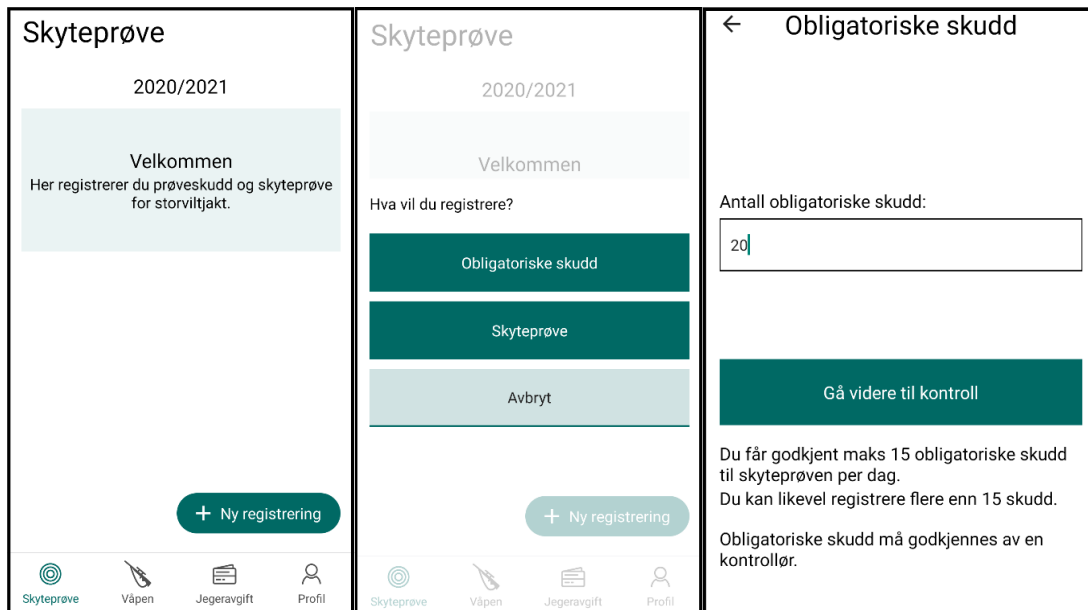 Skyteprøve
2020/2021
Velkommen
Her registrerer du prøveskudd og skyteprøve
for storviltjakt.
+ Ny registrering
Skyteprøve
Våpen
Jegeravgift
Profil
Skyteprøve
2020/2021
Velkommen
Hva vil du registrere?
Obligatoriske skudd
Skyteprøve
Avbryt
+ Ny registrering
Skyteprøve
Våpen
Jegeravgift
Profil
Obligatoriske skudd
Antall obligatoriske skudd:
20
Gå videre til kontroll
Du får godkjent maks 15 obligatoriske skudd
til skyteprøven per dag.
Du kan likevel registrere flere enn 15 skudd.
Obligatoriske skudd må godkjennes av en
kontrollør.